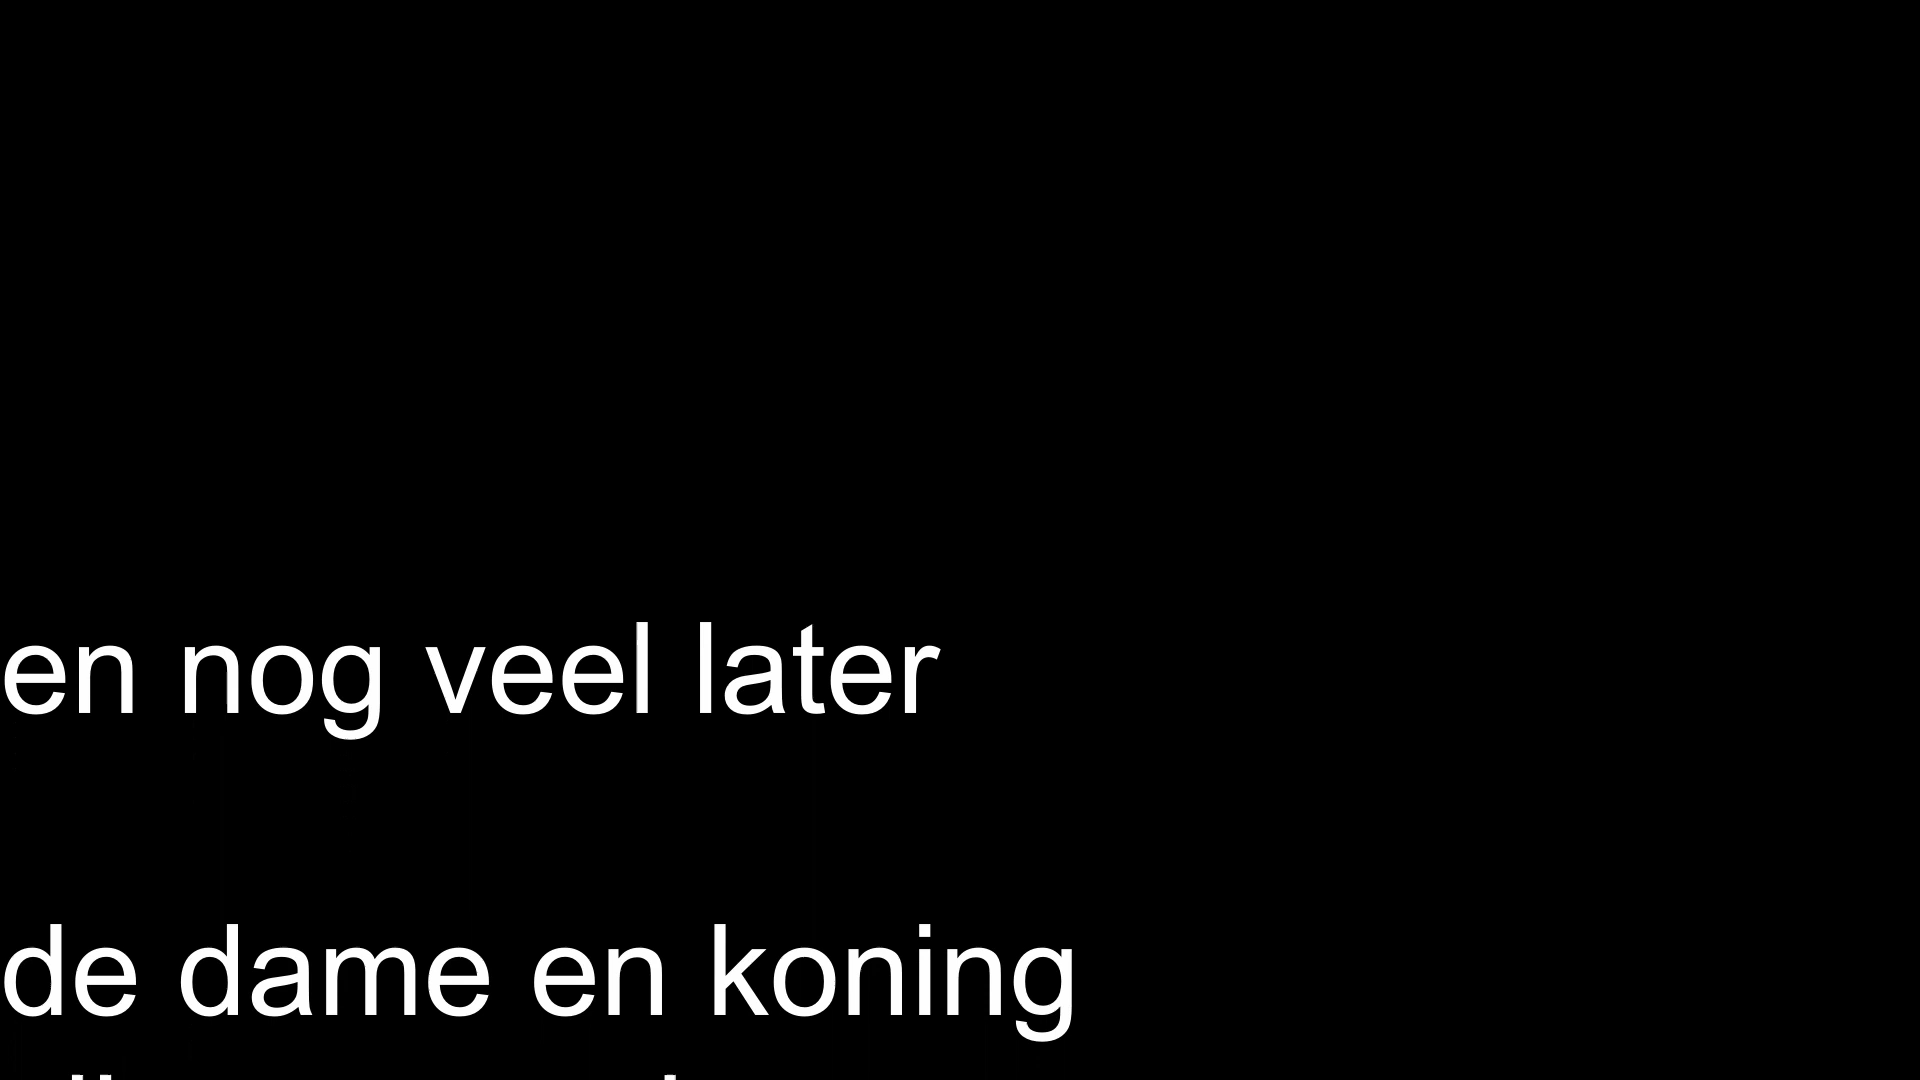 en nog veel later
de dame en koning